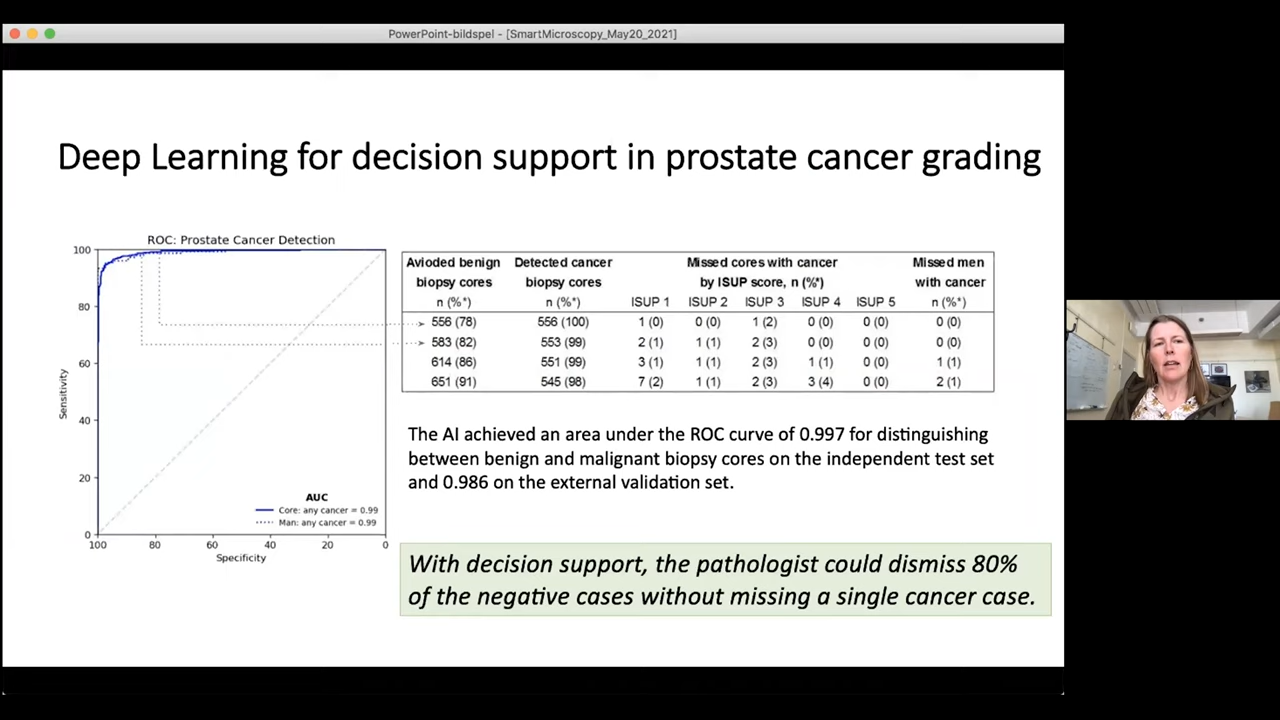 PowerPoint-bildspel - [SmartMicroscopy_May20_2021]
Deep Learning for decision support in prostate cancer grading
ROC: Prostate Cancer Detection
100
80
60
40
20
0
Sensitivity
100 80 60 40 20 0
Specificity
AUC
Core: any cancer = 0.99
Man: any cancer = 0.99
Avioded benign Detected cancer Missed cores with cancer Missed men
biopsy cores biopsy cores by ISUP score, n (%*) with cancer
n (%*) n (%*) ISUP 1 ISUP 2 ISUP 3 ISUP 4 ISUP 5 n (%*)
556 (78) 556 (100) 1 (0) 0 (0) 1 (2) 0 (0) 0 (0) 0 (0)
583 (82) 553 (99) 2 (1) 1 (1) 2 (3) 0 (0) 0 (0) 0 (0)
614 (86) 551 (99) 3 (1) 1 (1) 2 (3) 1 (1) 0 (0) 1 (1)
651 (91) 545 (98) 7 (2) 1 (1) 2 (3) 3 (4) 0 (0) 2 (1)
The AI achieved an area under the ROC curve of 0.997 for distinguishing
between benign and malignant biopsy cores on the independent test set
and 0.986 on the external validation set.
With decision support, the pathologist could dismiss 80%
of the negative cases without missing a single cancer case.